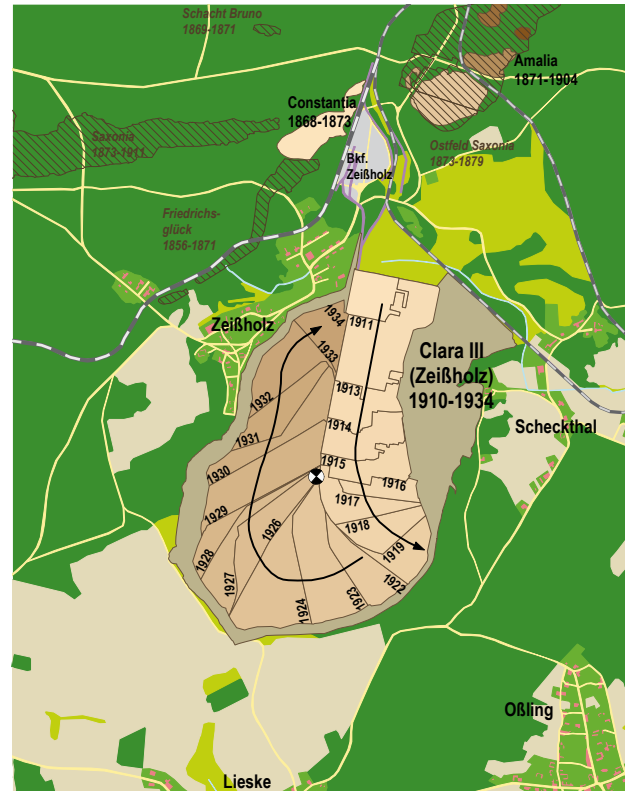 Schacht Bruno
1869-1871
Amalia
1871-1904
Constantia
1868-1873
Saxonia
1873-1911
Bkf.
Zeißholz
Ostfeld Saxonia
1873-1879
Friedrichs-
glück
1856-1871
Zeißholz
1934
1911
1933
Clara III
(Zeißholz)
1910-1934
1932
1913
1914
Scheckthal
1931
1930
1915
1916
1917
1929
1926
1918
1928
1919
1927
1924
1923
1922
Oßling
Lieske